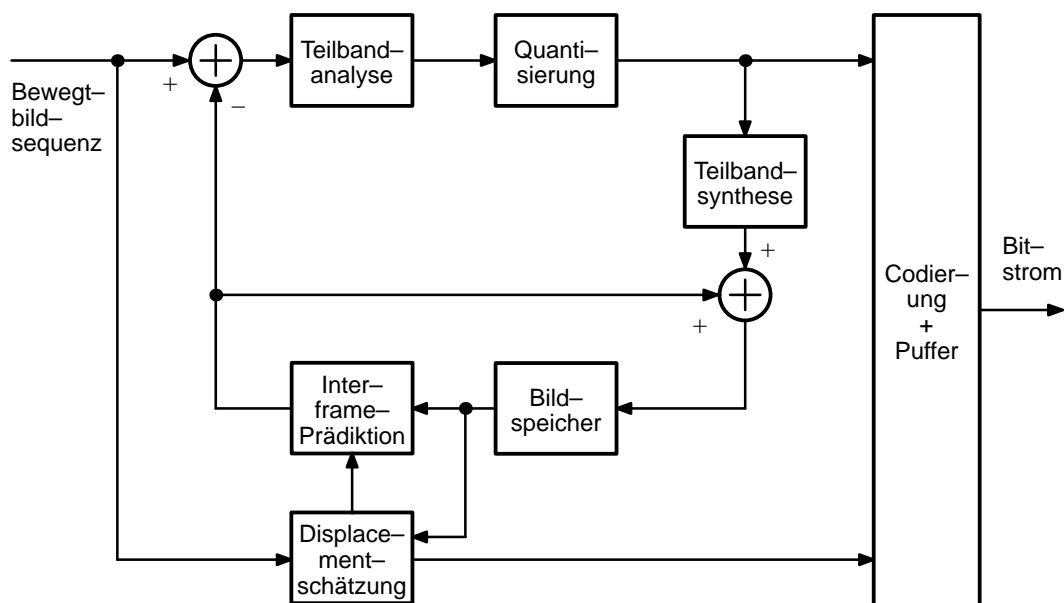 Teilband–
analyse
Quanti–
sierung
+
−
Bewegt–
bild–
sequenz
Teilband–
synthese
+
+
Codier–
ung
+
Puffer
Bit–
strom
Inter–
frame–
Prädiktion
Bild–
speicher
Displace–
ment–
schätzung